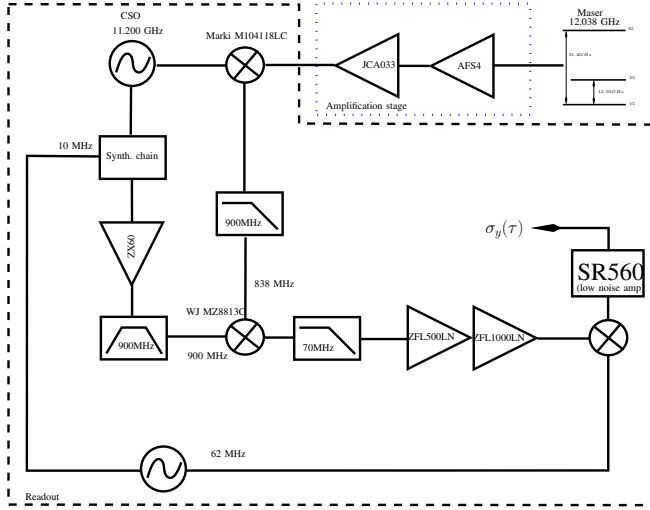 CSO
11.200 GHz
Marki M104118LC
Maser
12.038 GHz
JCA033
AFS4
Amplification stage
10 MHz
Synth. chain
ZX60
900MHz
838 MHz
σy(τ)
SR560
(low noise amp
WJ MZ8813C
900MHz
900 MHz
70MHz
ZFL500LN
ZFL1000LN
62 MHz
Readout